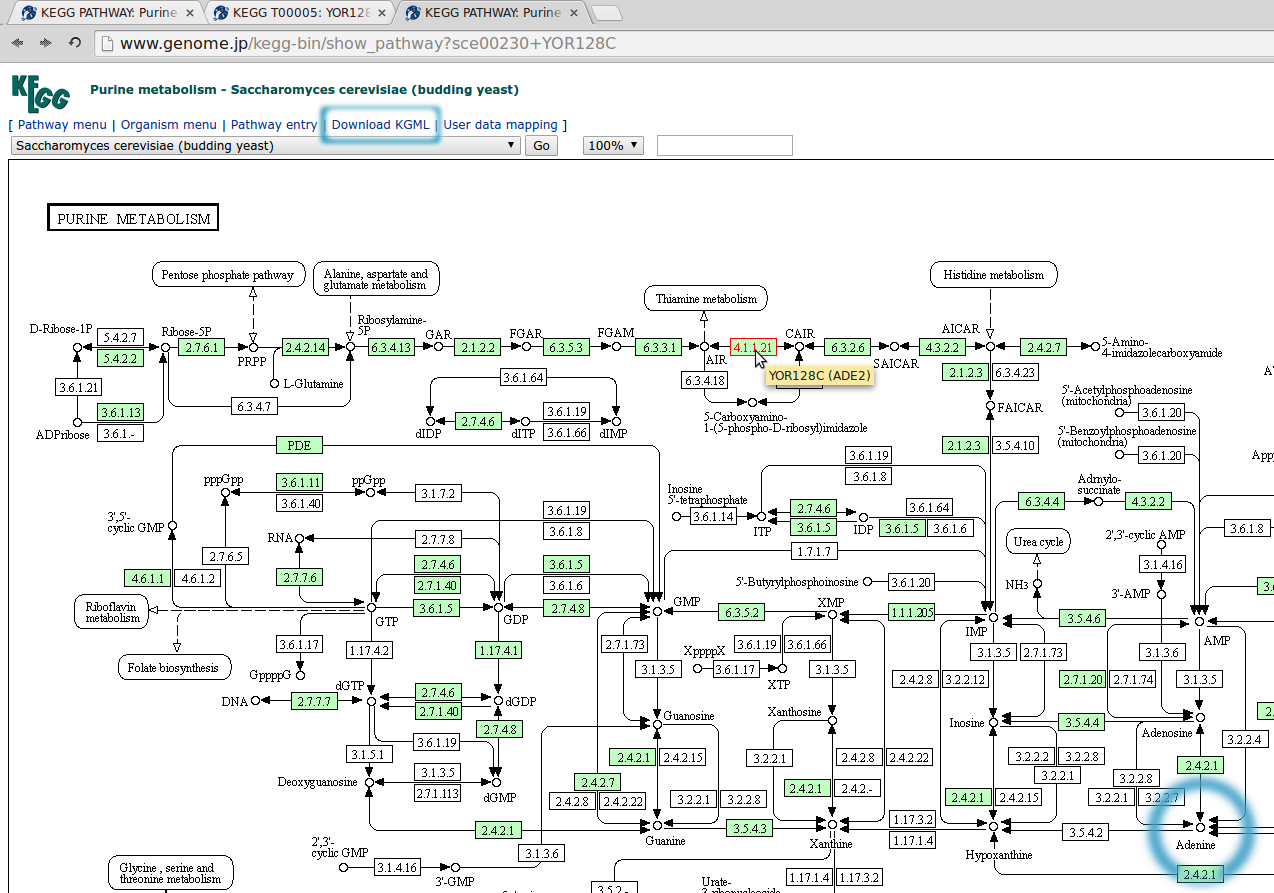 KEGG PATHWAY: Purine × KEGG T00005: YOR128 × KEGG PATHWAY: Purine ×
www.genome.jp/kegg-bin/show_pathway?sce00230+YOR128C
KEGG Purine metabolism - Saccharomyces cerevisiae (budding yeast)
[ Pathway menu | Organism menu | Pathway entry | Download KGML | User data mapping ]
Saccharomyces cerevisiae (budding yeast) Go 100%
PURINE METABOLISM
Pentose phosphate pathway
Alanine, aspartate and
glutamate metabolism
Histidine metabolism
Thiamine metabolism
D-Ribose-1P 5.4.2.7 Ribose-5P
5.4.2.2
2.7.6.1 PRPP 2.4.2.14
Ribosylamine-
5P
6.3.4.13 GAR 2.1.2.2 FGAR 6.3.5.3 FGAM 6.3.3.1 AIR 4.1.1.21 CAIR 6.3.2.6 SAICAR 4.3.2.2 AICAR 2.4.2.7
5-Amino-
4-imidazolecarboxyamide
YOR128C (ADE2)
L-Glutamine
3.6.1.21
6.3.4.7
3.6.1.13
ADPribose 3.6.1.-
3.6.1.64
6.3.4.18
2.1.2.3 6.3.4.23
FAICAR
2.1.2.3 3.5.4.10
5-Carboxyamino-
1-(5-phospho-D-ribosyl)imidazole
5'-Acetylphosphoadenosine
(mitochondria)
3.6.1.20
5'-Benzoylphosphoadenosine
(mitochondria)
3.6.1.20
dIDP 2.7.4.6 dITP 3.6.1.19
3.6.1.66 dIMP
PDE
pppGpp 3.6.1.11
3.6.1.40 ppGpp
3.1.7.2
3.6.1.19
3.6.1.8
Inosine
5'-tetraphosphate
3.6.1.14 ITP 2.7.4.6
3.6.1.5 IDP
3.6.1.64
3.6.1.5 3.6.1.6
6.3.4.4
Admylo-
succinate
4.3.2.2
3',5'-
cyclic GMP
3.6.1.19
3.6.1.8
RNA 2.7.7.8
2.7.6.5
1.7.1.7
Urea cycle
2',3'-cyclic AMP
3.1.4.16
3'-AMP
3.6.1.8
4.6.1.1 4.6.1.2
2.7.7.6
2.7.4.6
2.7.1.40
3.6.1.5
3.6.1.6
5'-Butyrylphosphoinosine 3.6.1.20
NH3
Riboflavin
metabolism
GTP 3.6.1.5 GDP 2.7.4.8 GMP 6.3.5.2 XMP 1.1.1.205 IMP 3.5.4.6 AMP
Folate biosynthesis
3.6.1.17
GppppG
1.17.4.2
1.17.4.1
2.7.1.73
3.1.3.5
XppppX 3.6.1.17 XTP
3.6.1.19 3.6.1.66
3.1.3.5
2.4.2.8 3.2.2.12
3.1.3.5 2.7.1.73
3.1.3.6
2.7.1.20 2.7.1.74 3.1.3.5
DNA 2.7.7.7 dGTP 2.7.4.6
2.7.1.40 dGDP
2.7.4.8
Guanosine
Xanthosine
Inosine 3.5.4.4 Adenosine
3.1.5.1
3.6.1.19
2.4.2.1 2.4.2.15
3.2.2.1
2.4.2.8 2.4.2.22
3.2.2.2 3.2.2.8
3.2.2.1
3.2.2.4
2.4.2.1
Deoxyguanosine 3.1.3.5
2.7.1.113 dGMP
2.4.2.7
2.4.2.8 2.4.2.22
3.2.2.1 3.2.2.8
2.4.2.1 2.4.2.-
2.4.2.1 2.4.2.15
3.2.2.8
3.2.2.1 3.2.2.7
2.4.2.1
Guanine 3.5.4.3 Xanthine
1.17.3.2
1.17.1.4
Hypoxanthine 3.5.4.2 Adenine
2',3'-
cyclic GMP
3.1.4.16
3'-GMP
3.1.3.6
Glycine , serine and
threonine metabolism
3.5.2.-
Urate-
1.17.1.4 1.17.3.2
2.4.2.1